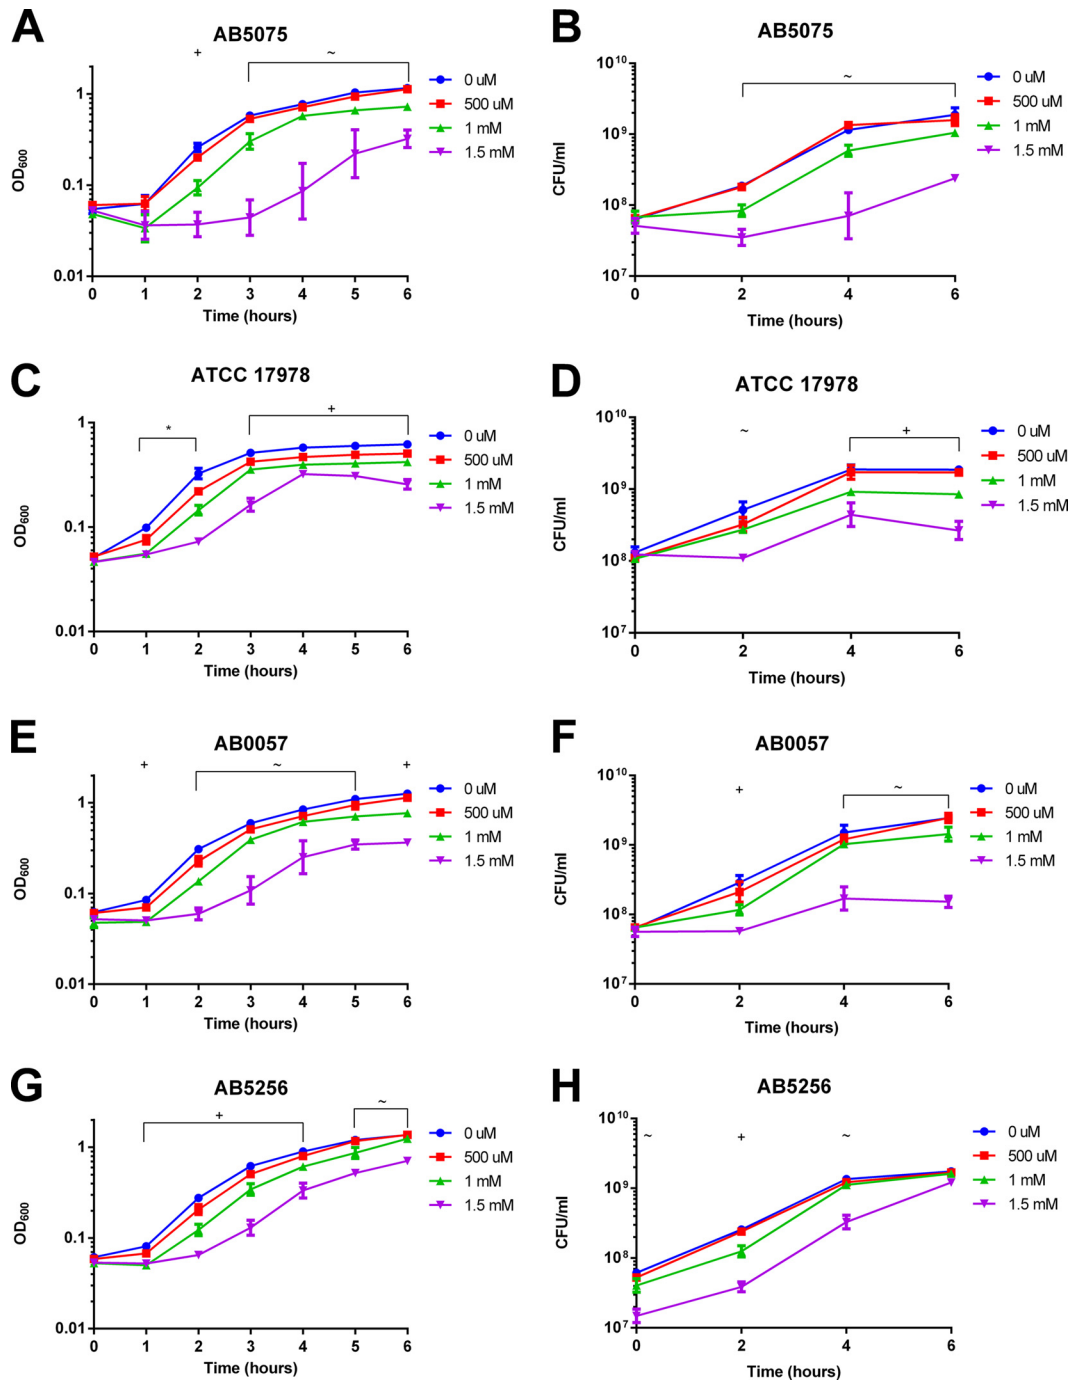 A
AB5075
+
~
1
0.1
0.01
OD600
0 1 2 3 4 5 6
Time (hours)
0 uM
500 uM
1 mM
1.5 mM
B
AB5075
~
10^10
10^9
10^8
10^7
CFU/ml
0 2 4 6
Time (hours)
0 uM
500 uM
1 mM
1.5 mM
C
ATCC 17978
*
+
1
0.1
0.01
OD600
0 1 2 3 4 5 6
Time (hours)
0 uM
500 uM
1 mM
1.5 mM
D
ATCC 17978
~
+
10^10
10^9
10^8
10^7
CFU/ml
0 2 4 6
Time (hours)
0 uM
500 uM
1 mM
1.5 mM
E
AB0057
+
~
+
1
0.1
0.01
OD600
0 1 2 3 4 5 6
Time (hours)
0 uM
500 uM
1 mM
1.5 mM
F
AB0057
+
~
10^10
10^9
10^8
10^7
CFU/ml
0 2 4 6
Time (hours)
0 uM
500 uM
1 mM
1.5 mM
G
AB5256
+
~
1
0.1
0.01
OD600
0 1 2 3 4 5 6
Time (hours)
0 uM
500 uM
1 mM
1.5 mM
H
AB5256
~
+
~
10^10
10^9
10^8
10^7
CFU/ml
0 2 4 6
Time (hours)
0 uM
500 uM
1 mM
1.5 mM